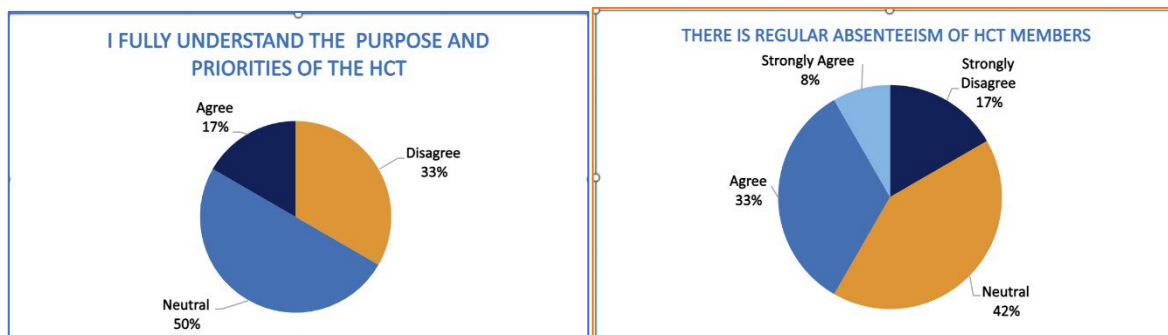 I FULLY UNDERSTAND THE PURPOSE AND
PRIORITIES OF THE HCT
Agree
17%
Disagree
33%
Neutral
50%
THERE IS REGULAR ABSENTEEISM OF HCT MEMBERS
Strongly Agree
8%
Strongly
Disagree
17%
Agree
33%
Neutral
42%